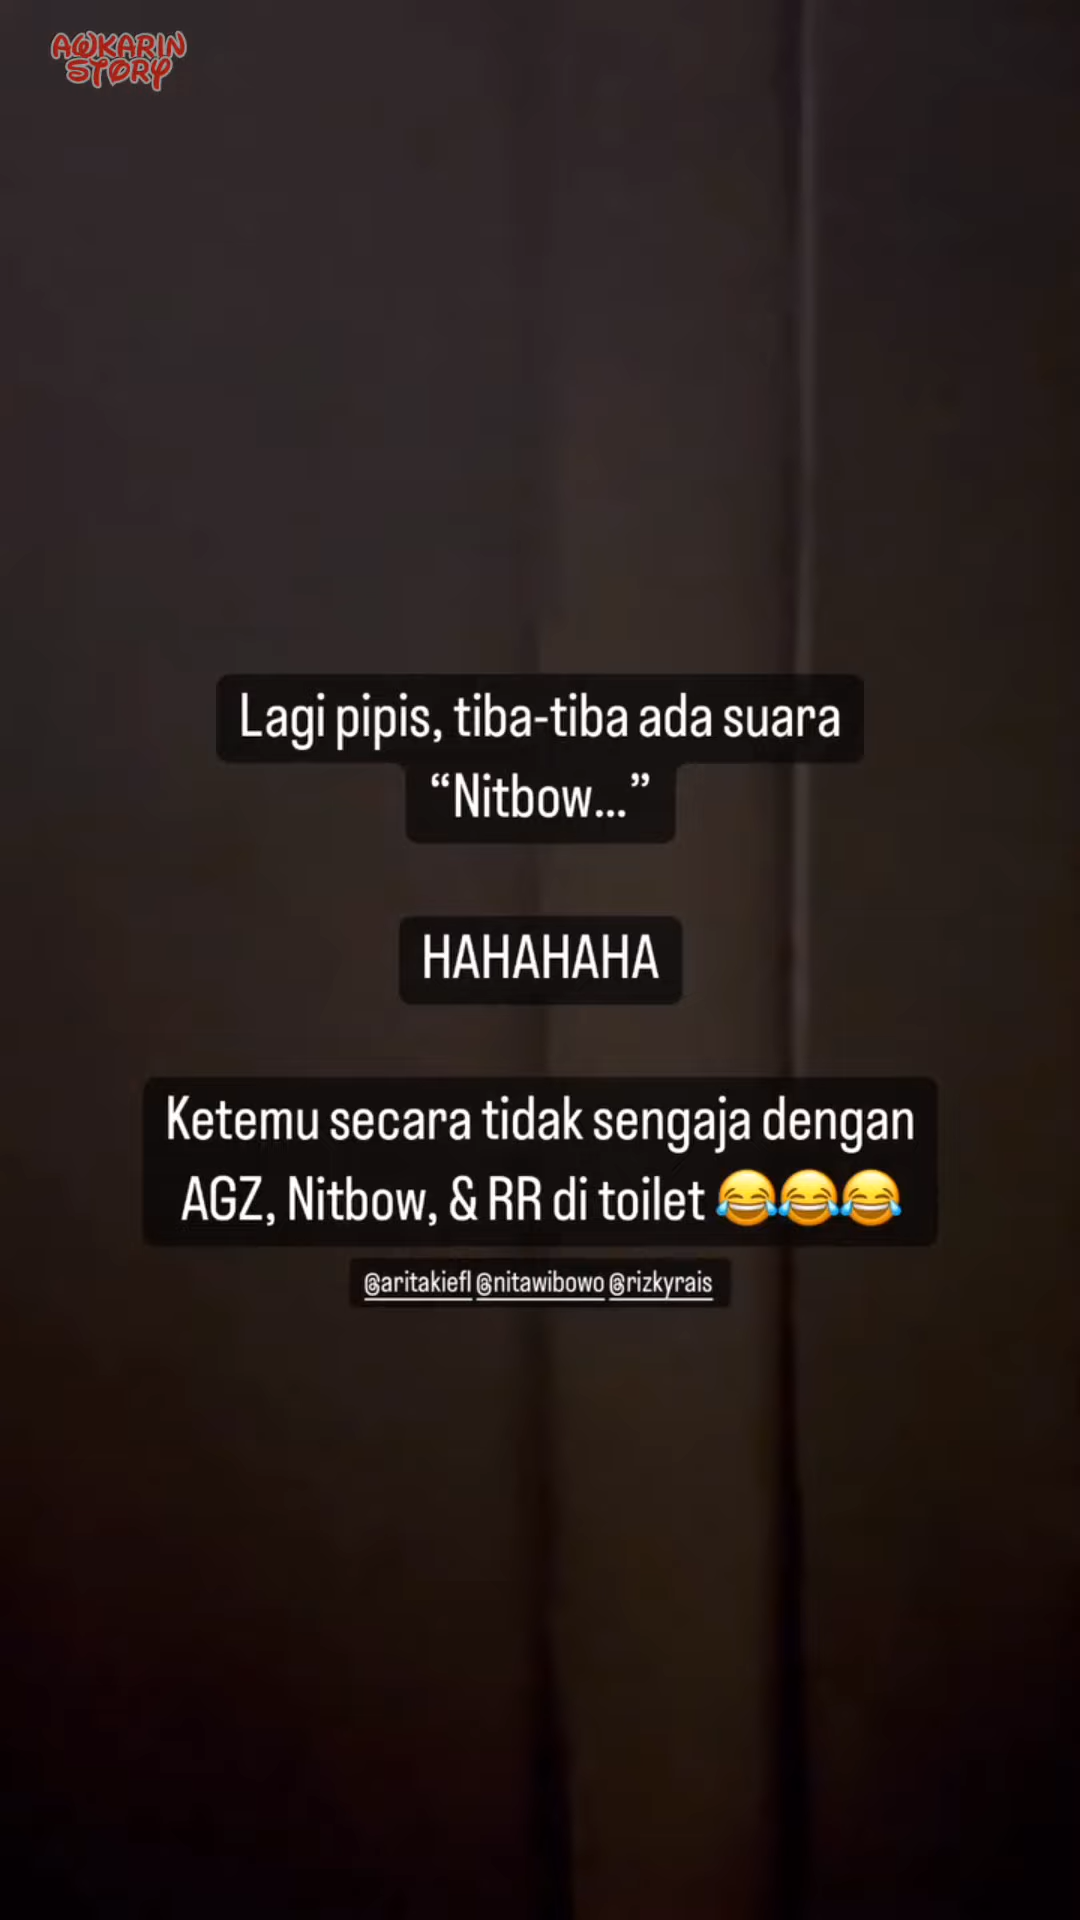 AWKARIN
STORY
Lagi pipis, tiba-tiba ada suara
“Nitbow...”
HAHAHAHA
Ketemu secara tidak sengaja dengan
AGZ, Nitbow, & RR di toilet 😂😂😂
@aritakiefl @nitawibowo @rizkyrais